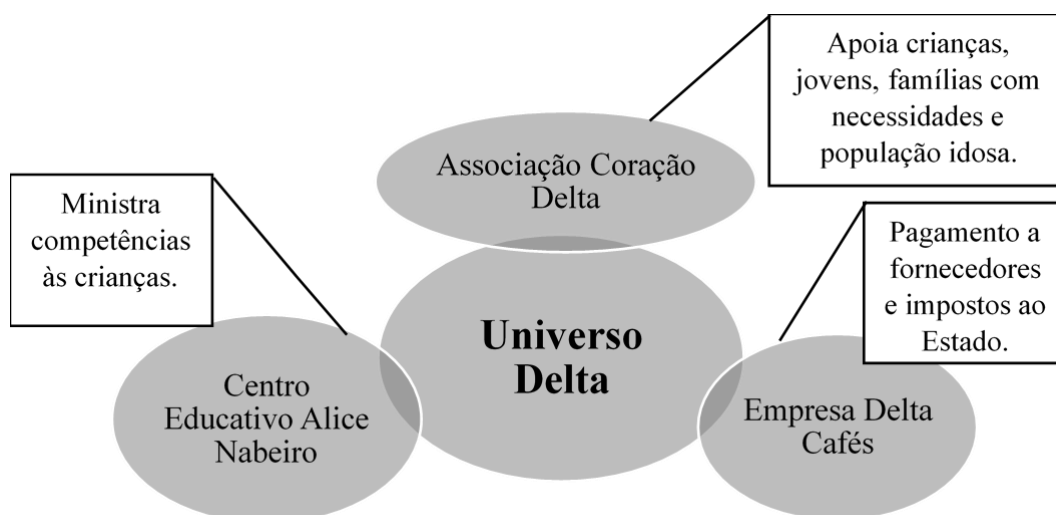 Apoia crianças,
jovens, famílias com
necessidades e
população idosa.
Associação Coração
Delta
Ministra
competências
às crianças.
Pagamento a
fornecedores
e impostos ao
Estado.
Universo
Delta
Centro
Educativo Alice
Nabeiro
Empresa Delta
Cafés